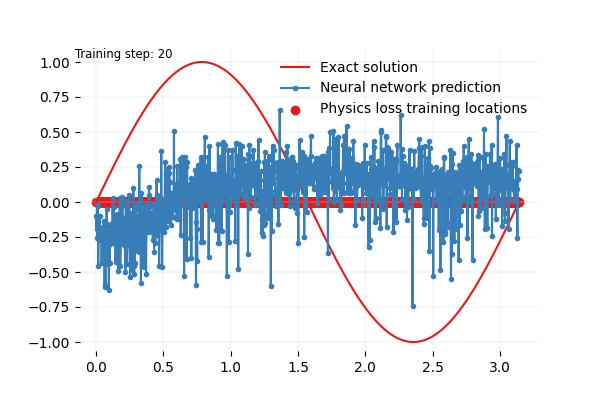 Training step: 20
Exact solution
Neural network prediction
Physics loss training locations
1.00
0.75
0.50
0.25
0.00
−0.25
−0.50
−0.75
−1.00
0.0 0.5 1.0 1.5 2.0 2.5 3.0